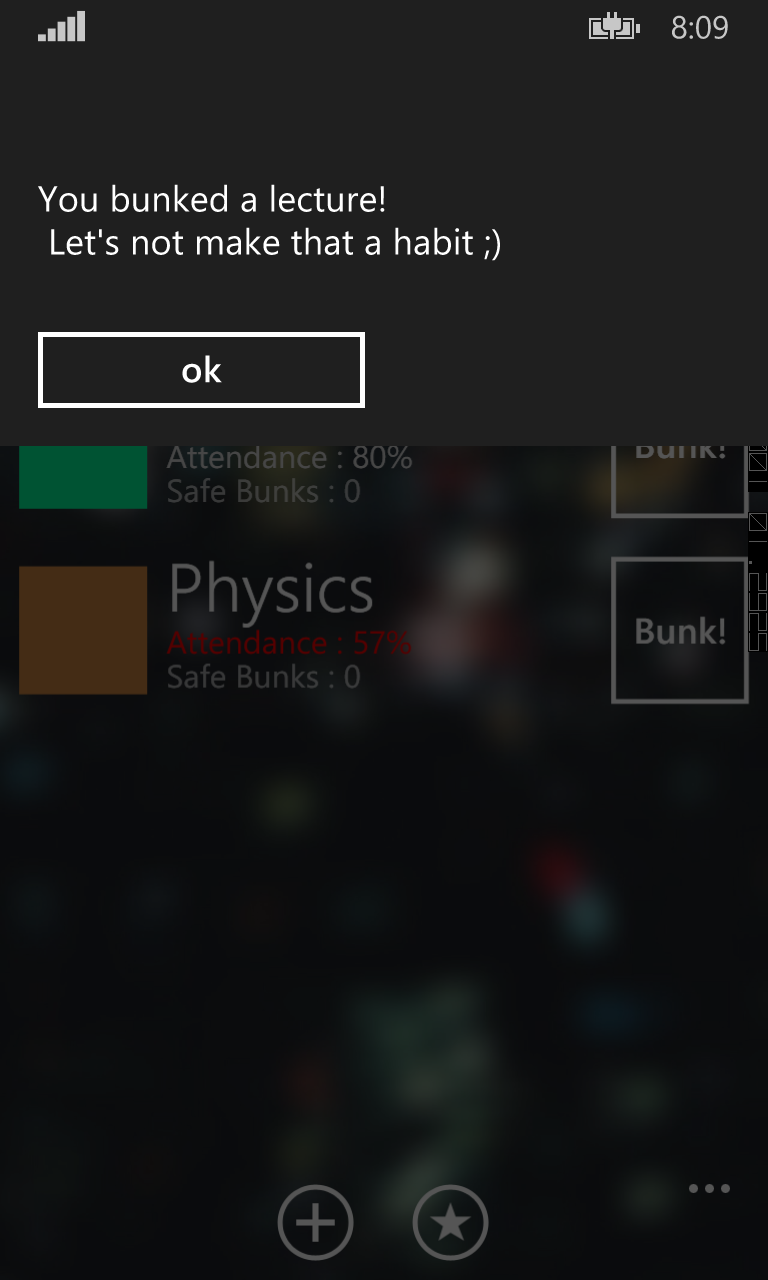 8:09
You bunked a lecture!
Let's not make that a habit ;)
ok
Attendance : 80%
Safe Bunks : 0
Bunk!
Physics
Attendance : 57%
Safe Bunks : 0
Bunk!